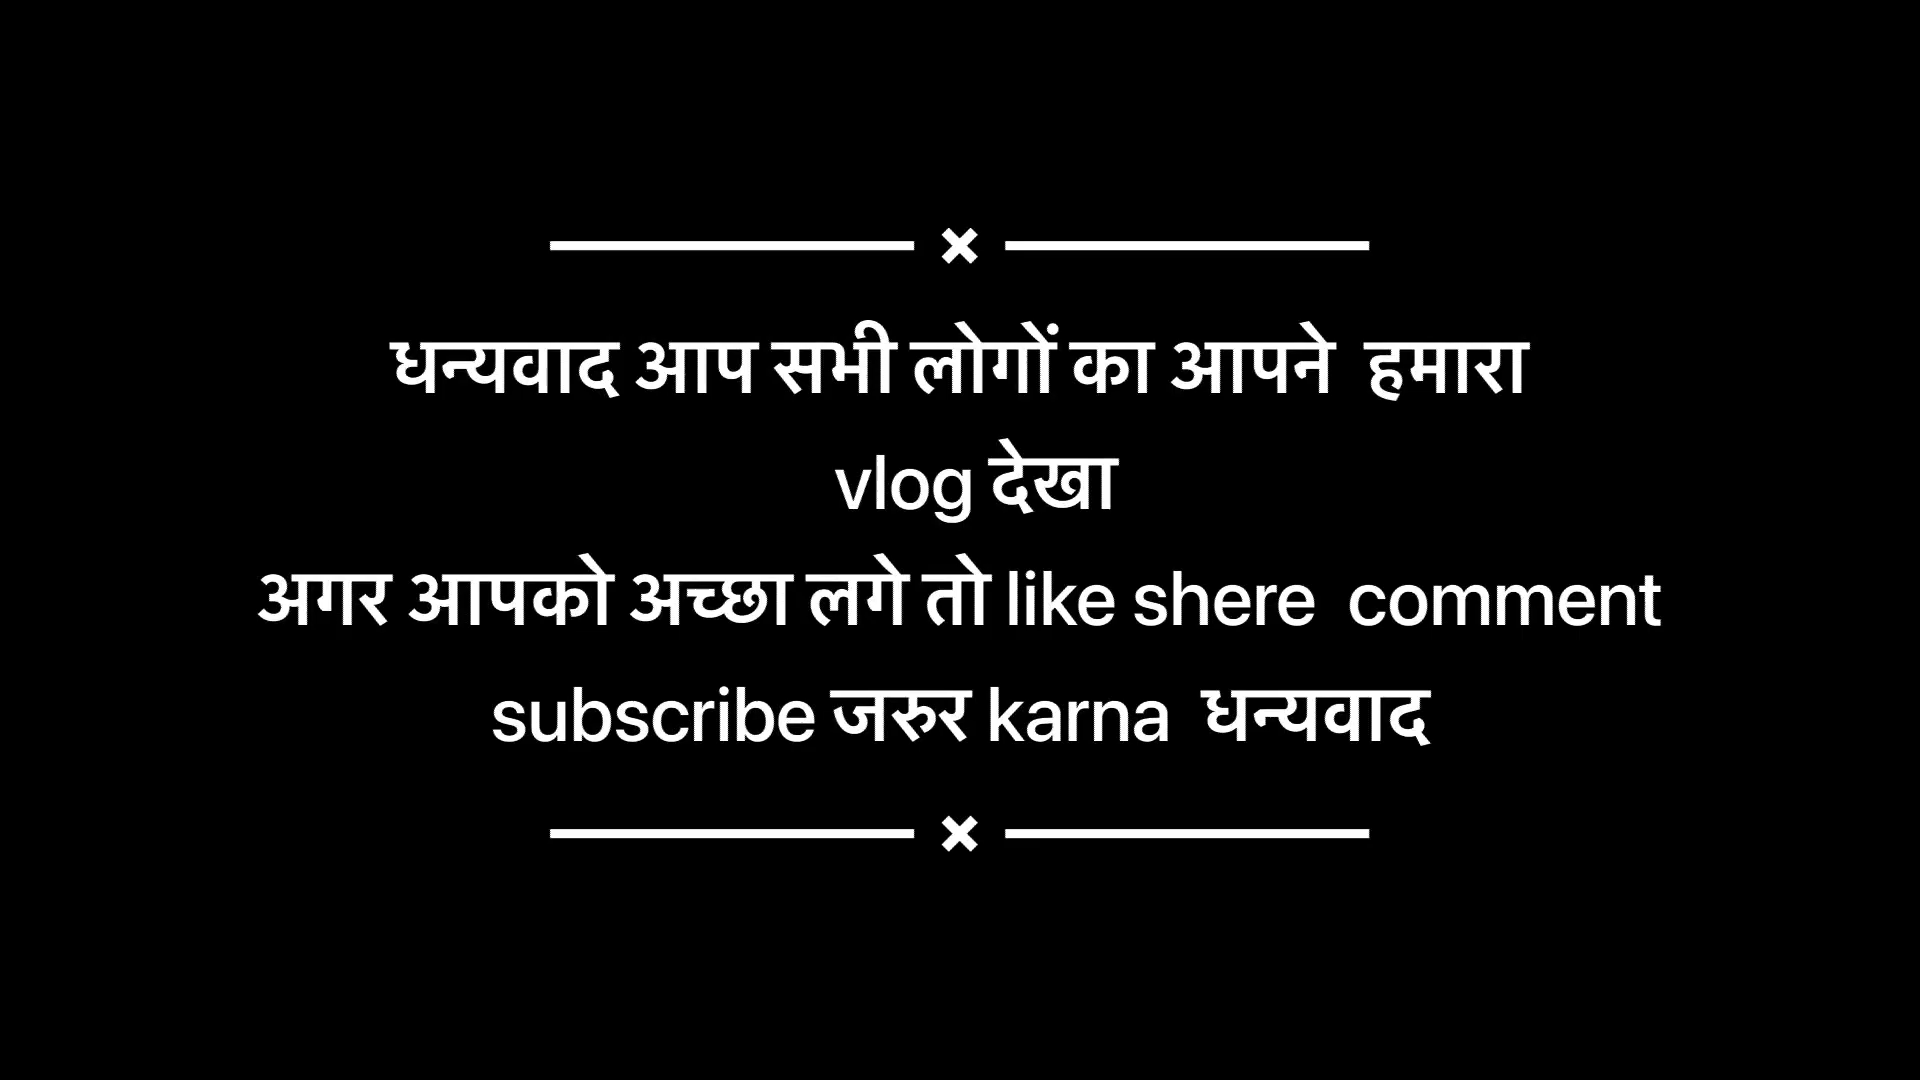 धन्यवाद आप सभी लोगों का आपने हमारा
vlog देखा
अगर आपको अच्छा लगे तो like shere comment
subscribe जरुर karna धन्यवाद